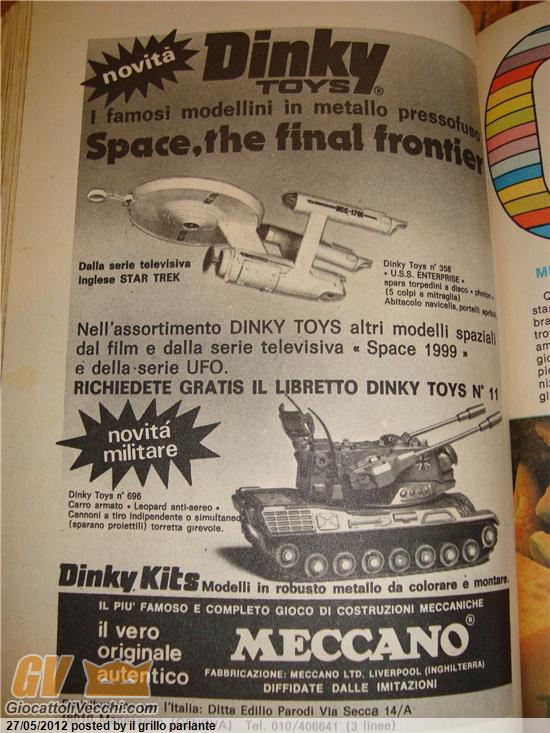 novità
Dinky
TOYS®
I famosi modellini in metallo pressofuso
Space, the final frontier
NCC-1701
Dalla serie televisiva
inglese STAR TREK
Dinky Toys n° 358
• U.S.S. ENTERPRISE •
spara torpedini a disco • photon •
(5 colpi a mitraglia)
Abitacolo navicella, portelli apribili
Nell'assortimento DINKY TOYS altri modelli spaziali
dal film e dalla serie televisiva « Space 1999 »
e della serie UFO.
RICHIEDETE GRATIS IL LIBRETTO DINKY TOYS N° 11
novitá
militare
Dinky Toys n° 696
Carro armato • Leopard anti-aereo •
Cannoni a tiro indipendente o simultaneo
(sparano proiettili) torretta girevole.
Dinky Kits Modelli in robusto metallo da colorare e montare.
IL PIU' FAMOSO E COMPLETO GIOCO DI COSTRUZIONI MECCANICHE
il vero
originale
autentico
MECCANO®
FABBRICAZIONE: MECCANO LTD. LIVERPOOL (INGHILTERRA)
DIFFIDATE DALLE IMITAZIONI
l'Italia: Ditta Edilio Parodi Via Secca 14/A
Tel. 010/406641 (3 linee)
GV
GiocattoliVecchi.com
27/05/2012 posted by il grillo parlante